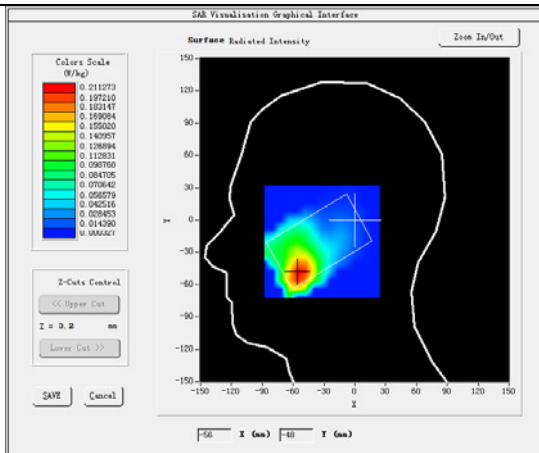 SAR Visualisation Graphical Interface
Surface Radiated Intensity
Zoom In/Out
Colors Scale
(W/kg)
0.211273
0.197210
0.183147
0.169084
0.155020
0.140957
0.126894
0.112831
0.098768
0.084705
0.070642
0.056579
0.042516
0.028453
0.014390
0.000327
150
120
90
60
30
0
-30
-60
-90
-120
-150
Y
-150 -120 -90 -60 -30 0 30 60 90 120 150
X
Z-Cuts Control
<< Upper Cut
Z = 0.2 mm
Lower Cut >>
SAVE Cancel
-56 X (mm) -48 Y (mm)